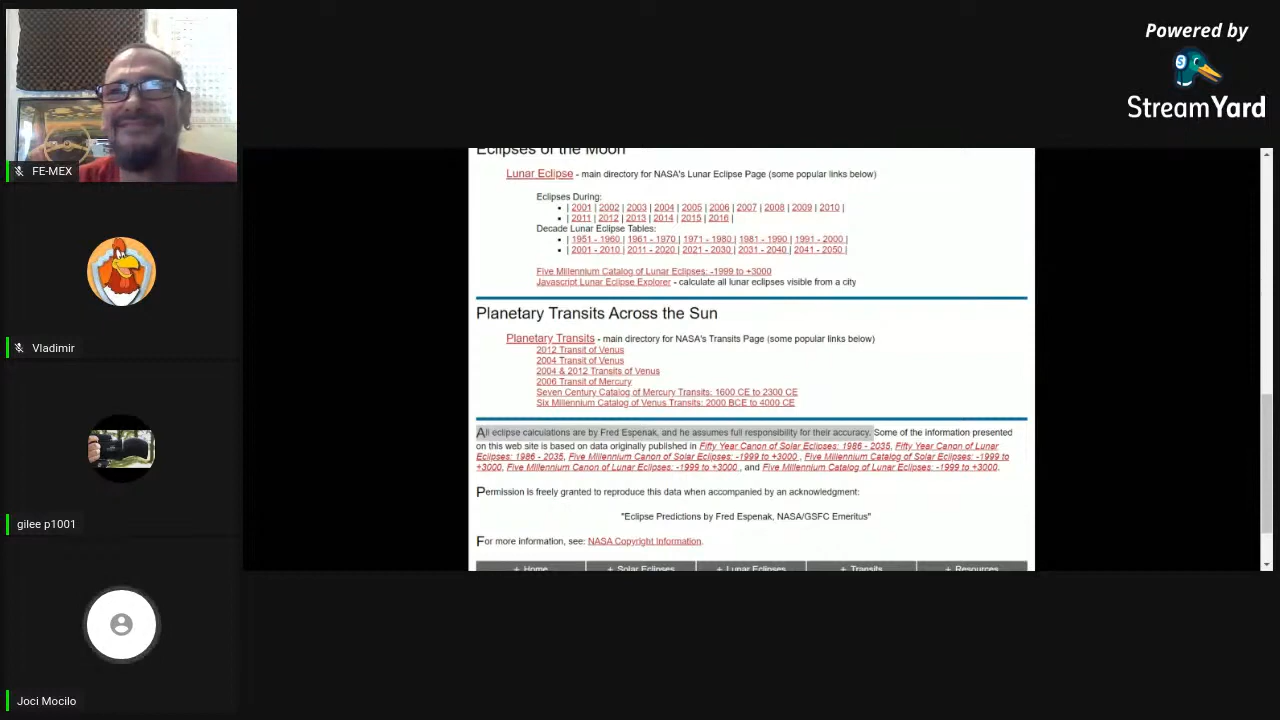 Powered by
StreamYard
FE-MEX
Vladimir
gilee p1001
Joci Mocilo
Eclipses of the Moon
Lunar Eclipse - main directory for NASA's Lunar Eclipse Page (some popular links below)
Eclipses During:
| 2001 | 2002 | 2003 | 2004 | 2005 | 2006 | 2007 | 2008 | 2009 | 2010 |
| 2011 | 2012 | 2013 | 2014 | 2015 | 2016 |
Decade Lunar Eclipse Tables:
| 1951 - 1960 | 1961 - 1970 | 1971 - 1980 | 1981 - 1990 | 1991 - 2000 |
| 2001 - 2010 | 2011 - 2020 | 2021 - 2030 | 2031 - 2040 | 2041 - 2050 |
Five Millennium Catalog of Lunar Eclipses: -1999 to +3000
Javascript Lunar Eclipse Explorer - calculate all lunar eclipses visible from a city
Planetary Transits Across the Sun
Planetary Transits - main directory for NASA's Transits Page (some popular links below)
2012 Transit of Venus
2004 Transit of Venus
2004 & 2012 Transits of Venus
2006 Transit of Mercury
Seven Century Catalog of Mercury Transits: 1600 CE to 2300 CE
Six Millennium Catalog of Venus Transits: 2000 BCE to 4000 CE
All eclipse calculations are by Fred Espenak, and he assumes full responsibility for their accuracy. Some of the information presented
on this web site is based on data originally published in Fifty Year Canon of Solar Eclipses: 1986 - 2035, Fifty Year Canon of Lunar
Eclipses: 1986 - 2035, Five Millennium Canon of Solar Eclipses: -1999 to +3000 , Five Millennium Catalog of Solar Eclipses: -1999 to
+3000, Five Millennium Canon of Lunar Eclipses: -1999 to +3000 , and Five Millennium Catalog of Lunar Eclipses: -1999 to +3000.
Permission is freely granted to reproduce this data when accompanied by an acknowledgment:
"Eclipse Predictions by Fred Espenak, NASA/GSFC Emeritus"
For more information, see: NASA Copyright Information.
+ Home + Solar Eclipses + Lunar Eclipses + Transits + Resources